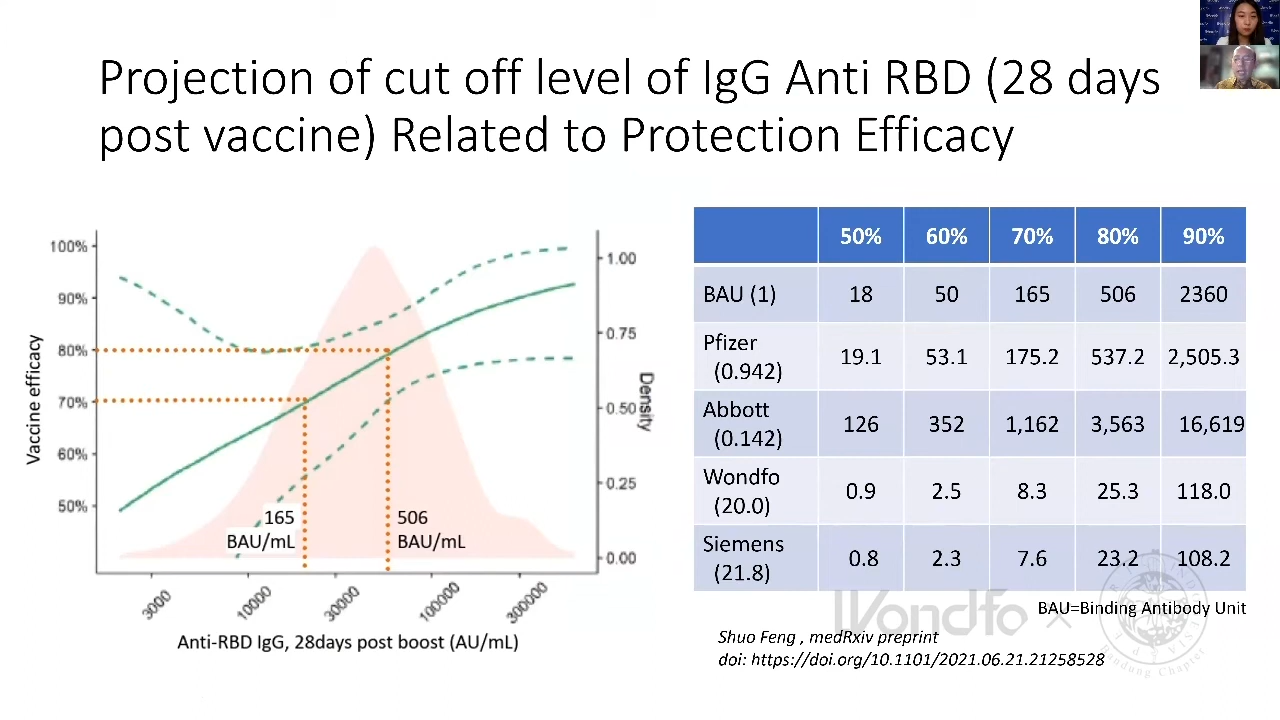 Projection of cut off level of IgG Anti RBD (28 days
post vaccine) Related to Protection Efficacy
Vaccine efficacy
100%
90%
80%
70%
60%
50%
1.00
0.75
0.50
0.25
0.00
Density
165
BAU/mL
506
BAU/mL
3000
10000
30000
100000
300000
Anti-RBD IgG, 28days post boost (AU/mL)
50% 60% 70% 80% 90%
BAU (1) 18 50 165 506 2360
Pfizer
(0.942) 19.1 53.1 175.2 537.2 2,505.3
Abbott
(0.142) 126 352 1,162 3,563 16,619
Wondfo
(20.0) 0.9 2.5 8.3 25.3 118.0
Siemens
(21.8) 0.8 2.3 7.6 23.2 108.2
BAU=Binding Antibody Unit
Wondfo ×
Shuo Feng , medRxiv preprint
doi: https://doi.org/10.1101/2021.06.21.21258528
Bandung Chapter